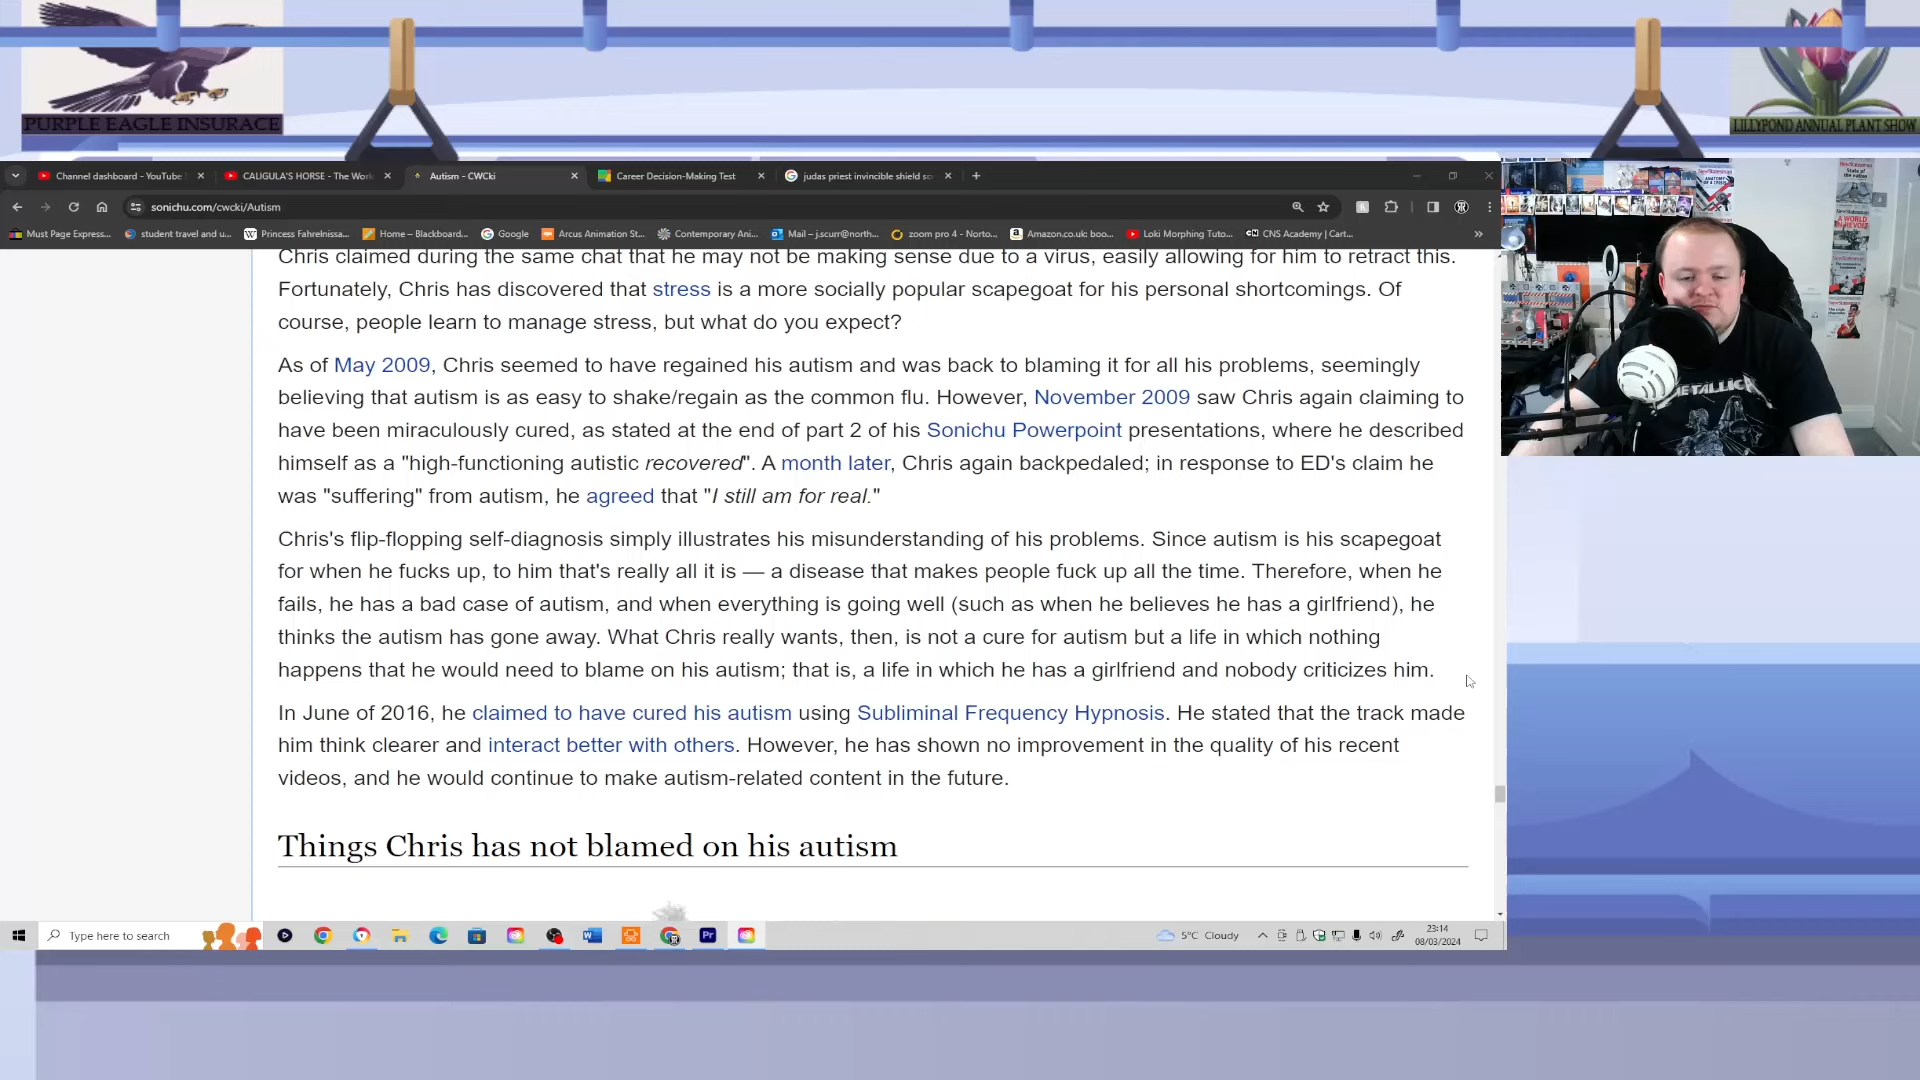 PURPLE EAGLE INSURACE
LILLYPOND ANNUAL PLANT SHOW
Channel dashboard - YouTube
CALIGULA'S HORSE - The Worl
Autism - CWCki
Career Decision-Making Test
judas priest invincible shield so
sonichu.com/cwcki/Autism
Must Page Express...
student travel and u...
Princess Fahrelnissa...
Home – Blackboard...
Google
Arcus Animation St...
Contemporary Ani...
Mail – j.scurr@north...
zoom pro 4 - Norto...
Amazon.co.uk: boo...
Loki Morphing Tuto...
CNS Academy | Cart...
Chris claimed during the same chat that he may not be making sense due to a virus, easily allowing for him to retract this.
Fortunately, Chris has discovered that stress is a more socially popular scapegoat for his personal shortcomings. Of
course, people learn to manage stress, but what do you expect?
As of May 2009, Chris seemed to have regained his autism and was back to blaming it for all his problems, seemingly
believing that autism is as easy to shake/regain as the common flu. However, November 2009 saw Chris again claiming to
have been miraculously cured, as stated at the end of part 2 of his Sonichu Powerpoint presentations, where he described
himself as a "high-functioning autistic recovered". A month later, Chris again backpedaled; in response to ED's claim he
was "suffering" from autism, he agreed that "I still am for real."
Chris's flip-flopping self-diagnosis simply illustrates his misunderstanding of his problems. Since autism is his scapegoat
for when he fucks up, to him that's really all it is — a disease that makes people fuck up all the time. Therefore, when he
fails, he has a bad case of autism, and when everything is going well (such as when he believes he has a girlfriend), he
thinks the autism has gone away. What Chris really wants, then, is not a cure for autism but a life in which nothing
happens that he would need to blame on his autism; that is, a life in which he has a girlfriend and nobody criticizes him.
In June of 2016, he claimed to have cured his autism using Subliminal Frequency Hypnosis. He stated that the track made
him think clearer and interact better with others. However, he has shown no improvement in the quality of his recent
videos, and he would continue to make autism-related content in the future.
Things Chris has not blamed on his autism
Type here to search
5°C Cloudy
23:14
08/03/2024
NewStatesman
A WORLD
IN REVOLT
METALLICA